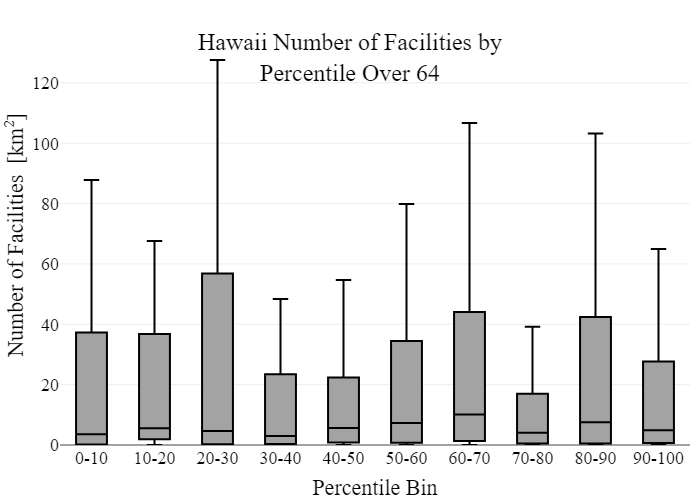 Hawaii Number of Facilities by
Percentile Over 64
Number of Facilities [km²]
120
100
80
60
40
20
0
0-10 10-20 20-30 30-40 40-50 50-60 60-70 70-80 80-90 90-100
Percentile Bin